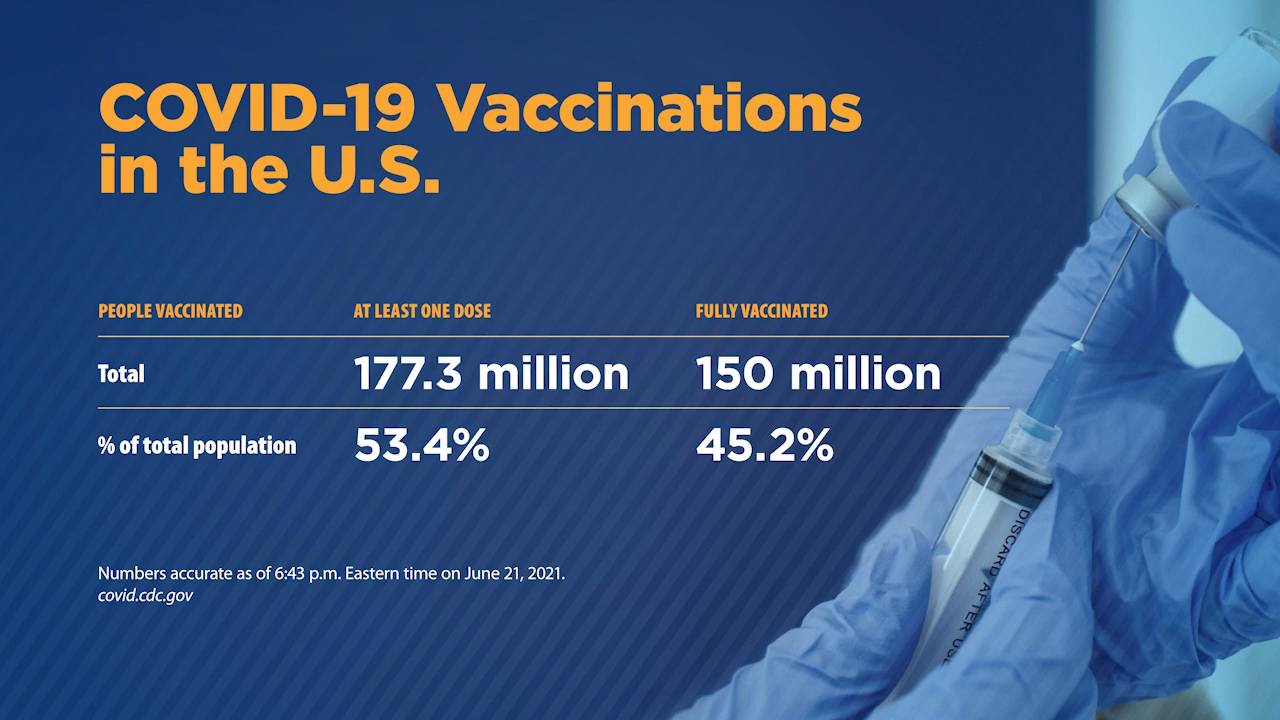 COVID-19 Vaccinations
in the U.S.
PEOPLE VACCINATED AT LEAST ONE DOSE FULLY VACCINATED
Total 177.3 million 150 million
% of total population 53.4% 45.2%
Numbers accurate as of 6:43 p.m. Eastern time on June 21, 2021.
covid.cdc.gov
DISCARD AFTER